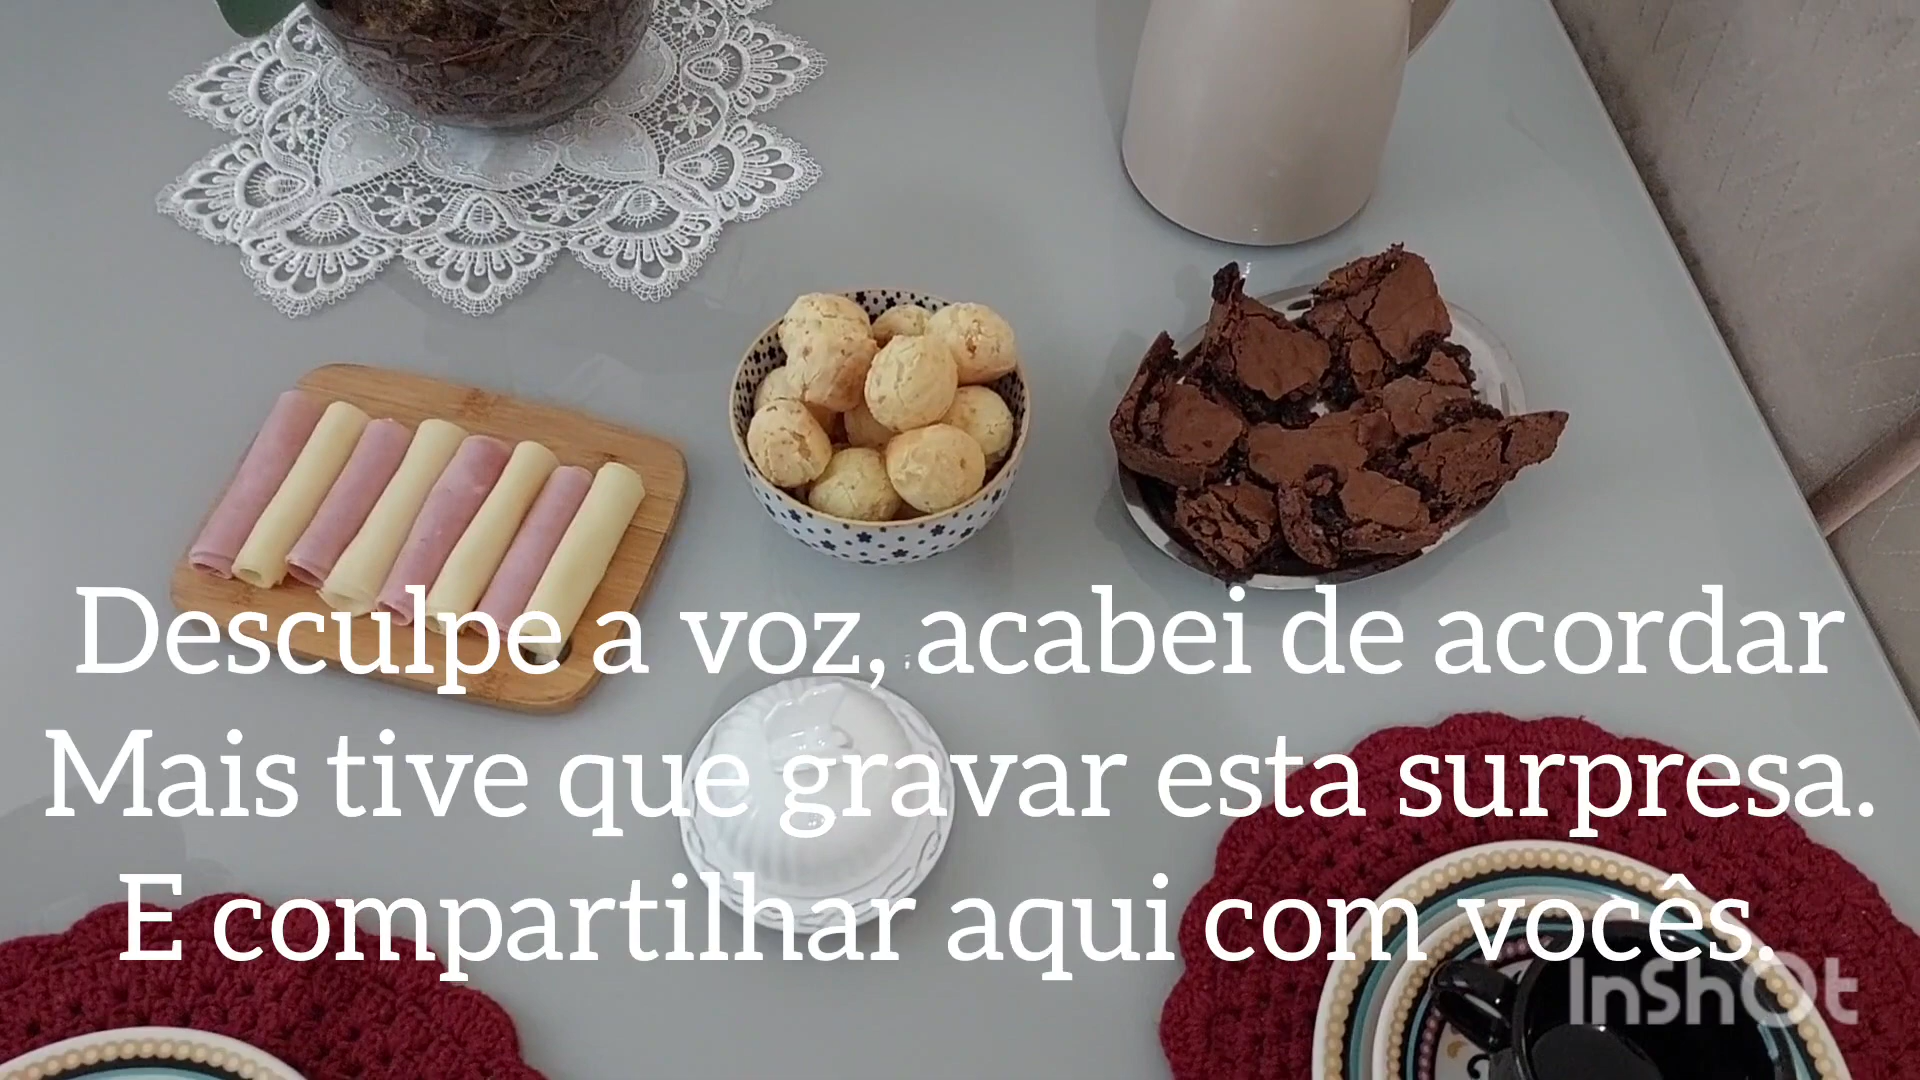 Desculpe a voz, acabei de acordar
Mais tive que gravar esta surpresa.
E compartilhar aqui com vocês.
InShOt